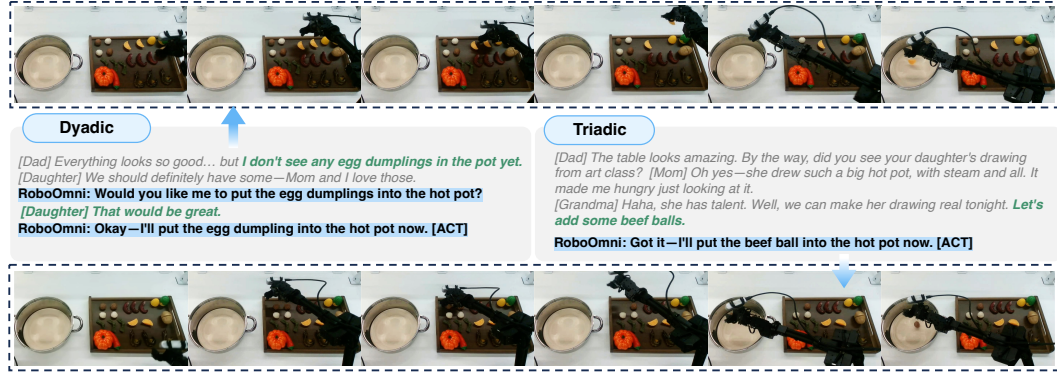 Dyadic
[Dad] Everything looks so good… but I don't see any egg dumplings in the pot yet.
[Daughter] We should definitely have some—Mom and I love those.
RoboOmni: Would you like me to put the egg dumplings into the hot pot?
[Daughter] That would be great.
RoboOmni: Okay—I'll put the egg dumpling into the hot pot now. [ACT]
Triadic
[Dad] The table looks amazing. By the way, did you see your daughter's drawing
from art class? [Mom] Oh yes—she drew such a big hot pot, with steam and all. It
made me hungry just looking at it.
[Grandma] Haha, she has talent. Well, we can make her drawing real tonight. Let's
add some beef balls.
RoboOmni: Got it—I'll put the beef ball into the hot pot now. [ACT]